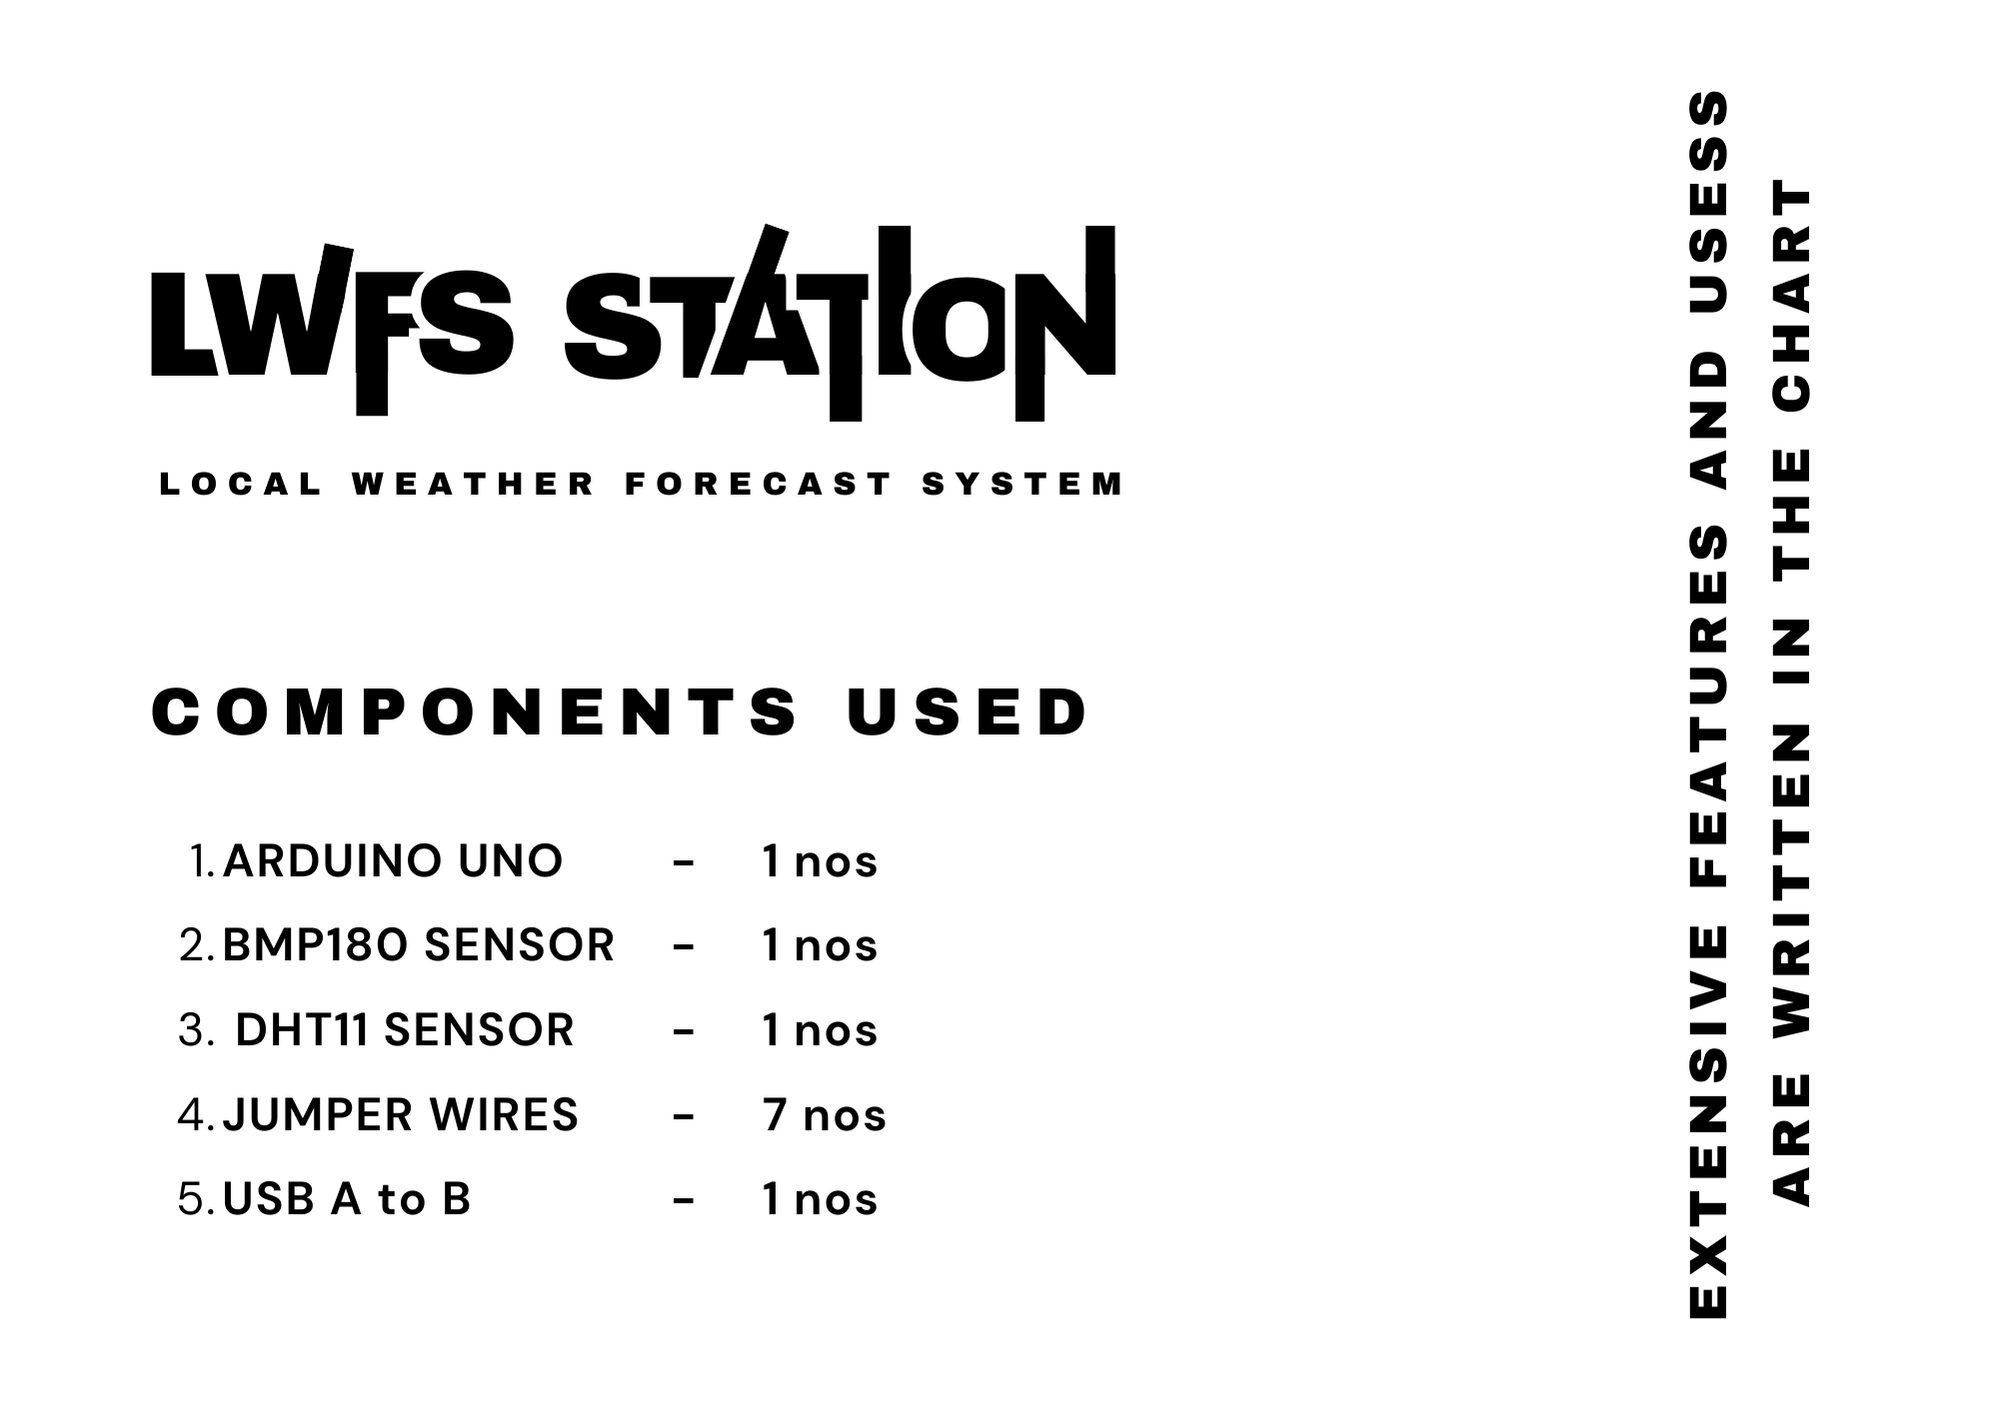 LWFS STATION
LOCAL WEATHER FORECAST SYSTEM
COMPONENTS USED
1. ARDUINO UNO - 1 nos
2. BMP180 SENSOR - 1 nos
3. DHT11 SENSOR - 1 nos
4. JUMPER WIRES - 7 nos
5. USB A to B - 1 nos
EXTENSIVE FEATURES AND USESS
ARE WRITTEN IN THE CHART